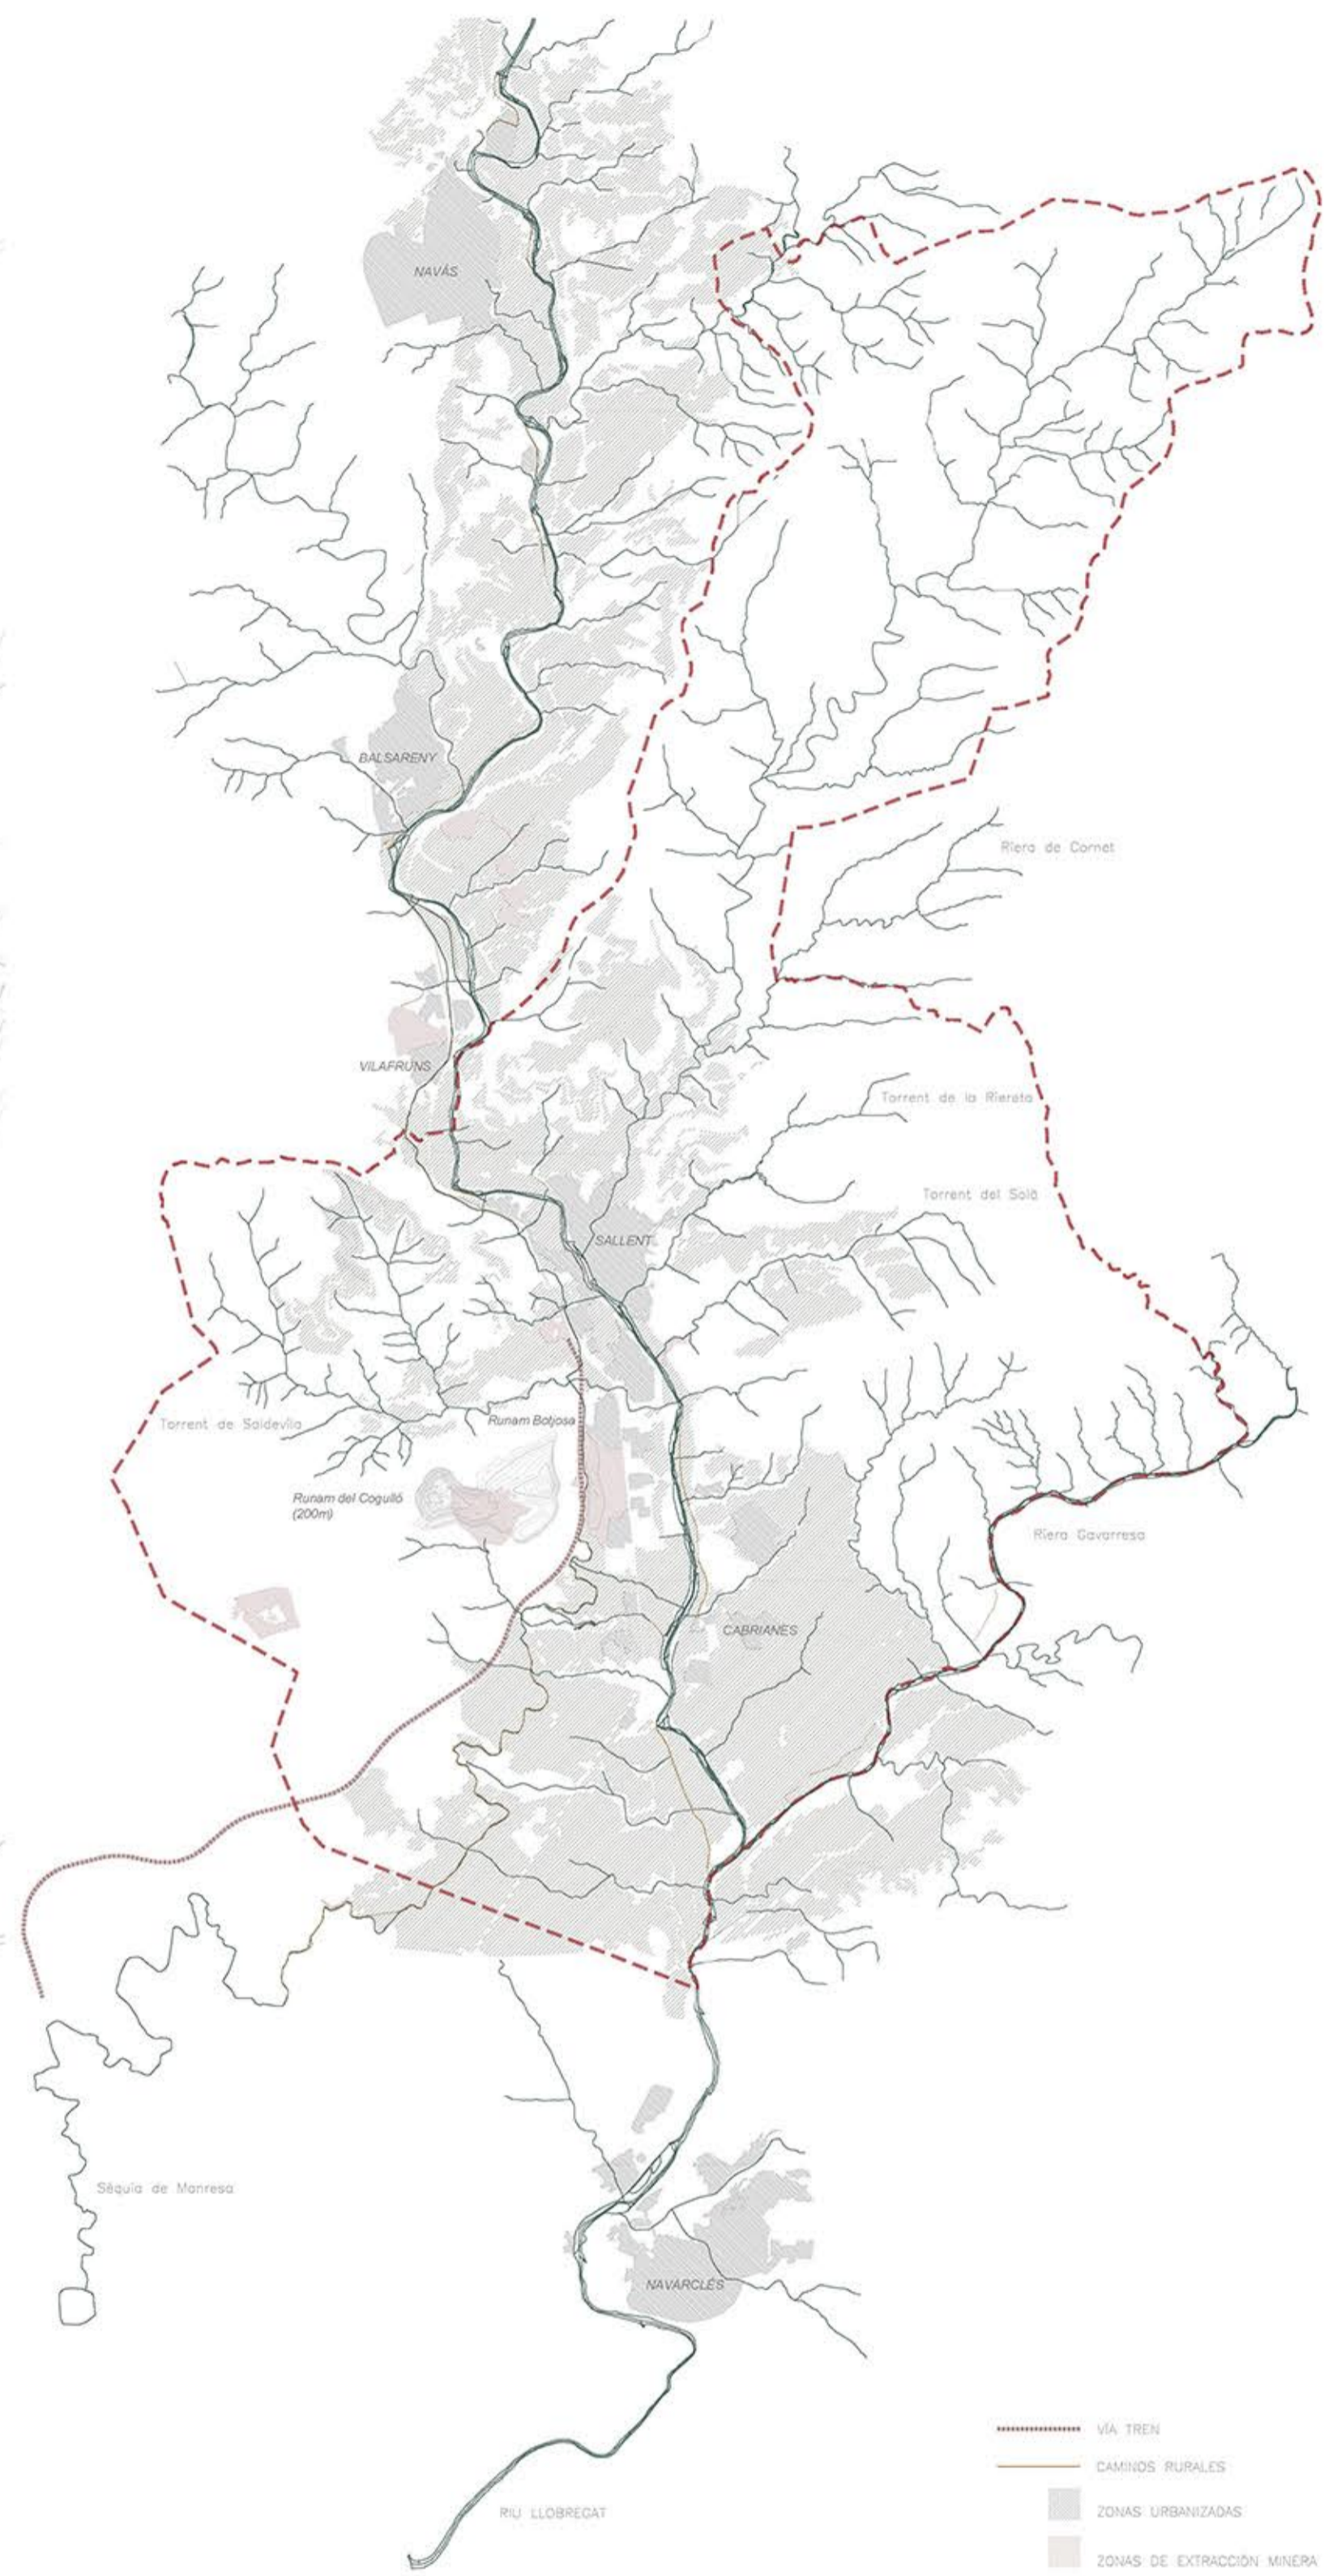 NAVÁS
BALSARENY
Riera de Cornet
VILAFRUNS
Torrent de la Riereta
Torrent del Solà
SALLENT
Torrent de Soldevila
Runam Botjosa
Runam del Cogulló
(200m)
Riera Gavarresa
CABRIANES
Sèquia de Manresa
NAVARCLÉS
RIU LLOBREGAT
VÍA TREN
CAMINOS RURALES
ZONAS URBANIZADAS
ZONAS DE EXTRACCIÓN MINERA